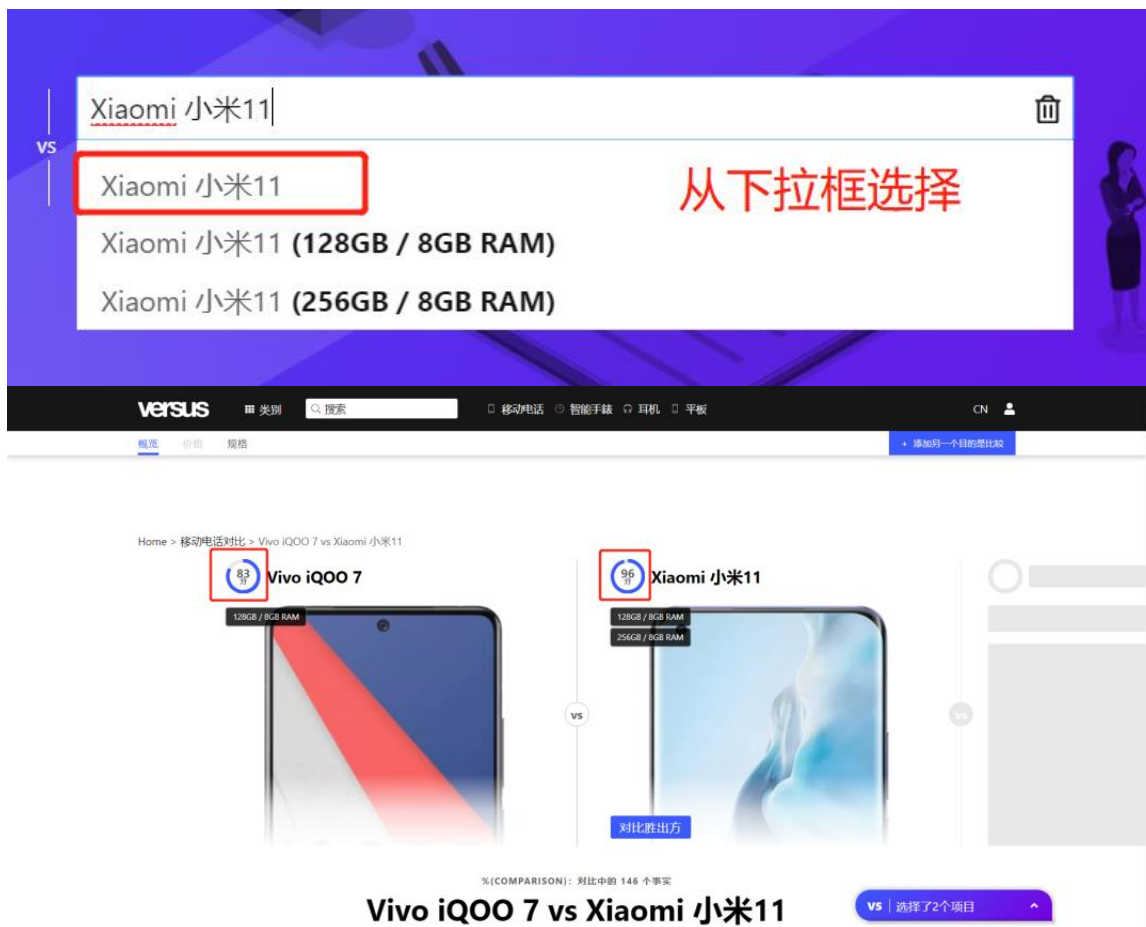 Xiaomi 小米11
VS
Xiaomi 小米11
从下拉框选择
Xiaomi 小米11 (128GB / 8GB RAM)
Xiaomi 小米11 (256GB / 8GB RAM)
versus 类别 搜索 移动电话 智能手錶 耳机 平板 CN
概览 价格 规格 + 添加另一个目的是比较
Home > 移动电话对比 > Vivo iQOO 7 vs Xiaomi 小米11
83分 Vivo iQOO 7 96分 Xiaomi 小米11
128GB / 8GB RAM 128GB / 8GB RAM
256GB / 8GB RAM
VS VS
对比胜出方
%(COMPARISON): 对比中的 146 个事实
Vivo iQOO 7 vs Xiaomi 小米11
VS 选择了2个项目